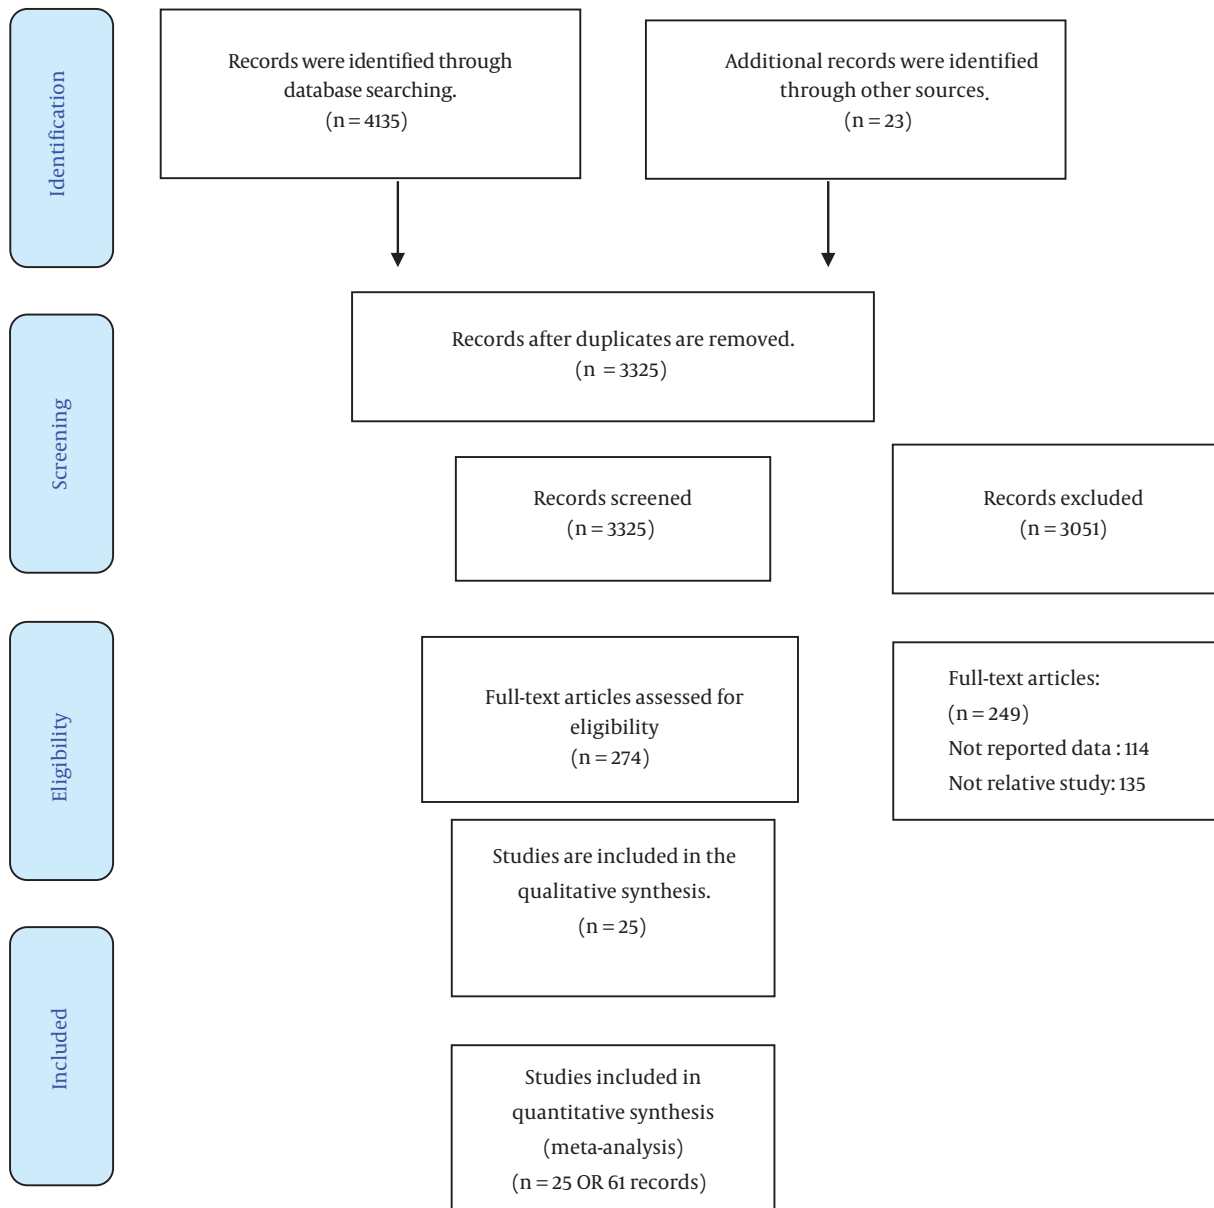 Identification
Records were identified through
database searching.
(n = 4135)
Additional records were identified
through other sources.
(n = 23)
Screening
Records after duplicates are removed.
(n = 3325)
Records screened
(n = 3325)
Records excluded
(n = 3051)
Eligibility
Full-text articles assessed for
eligibility
(n = 274)
Full-text articles:
(n = 249)
Not reported data : 114
Not relative study: 135
Studies are included in the
qualitative synthesis.
(n = 25)
Included
Studies included in
quantitative synthesis
(meta-analysis)
(n = 25 OR 61 records)